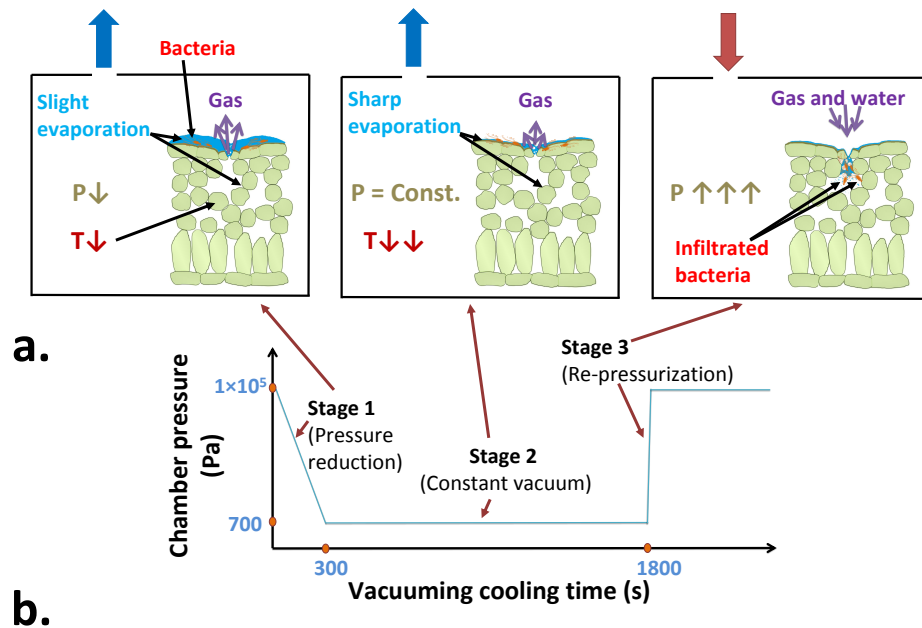 Bacteria
Slight
evaporation
Gas
P↓
T↓
Sharp
evaporation
Gas
P = Const.
T↓↓
Gas and water
P ↑↑↑
Infiltrated
bacteria
a.
Chamber pressure
(Pa)
1×10⁵
700
Stage 1
(Pressure
reduction)
Stage 2
(Constant vacuum)
Stage 3
(Re-pressurization)
300
1800
Vacuuming cooling time (s)
b.